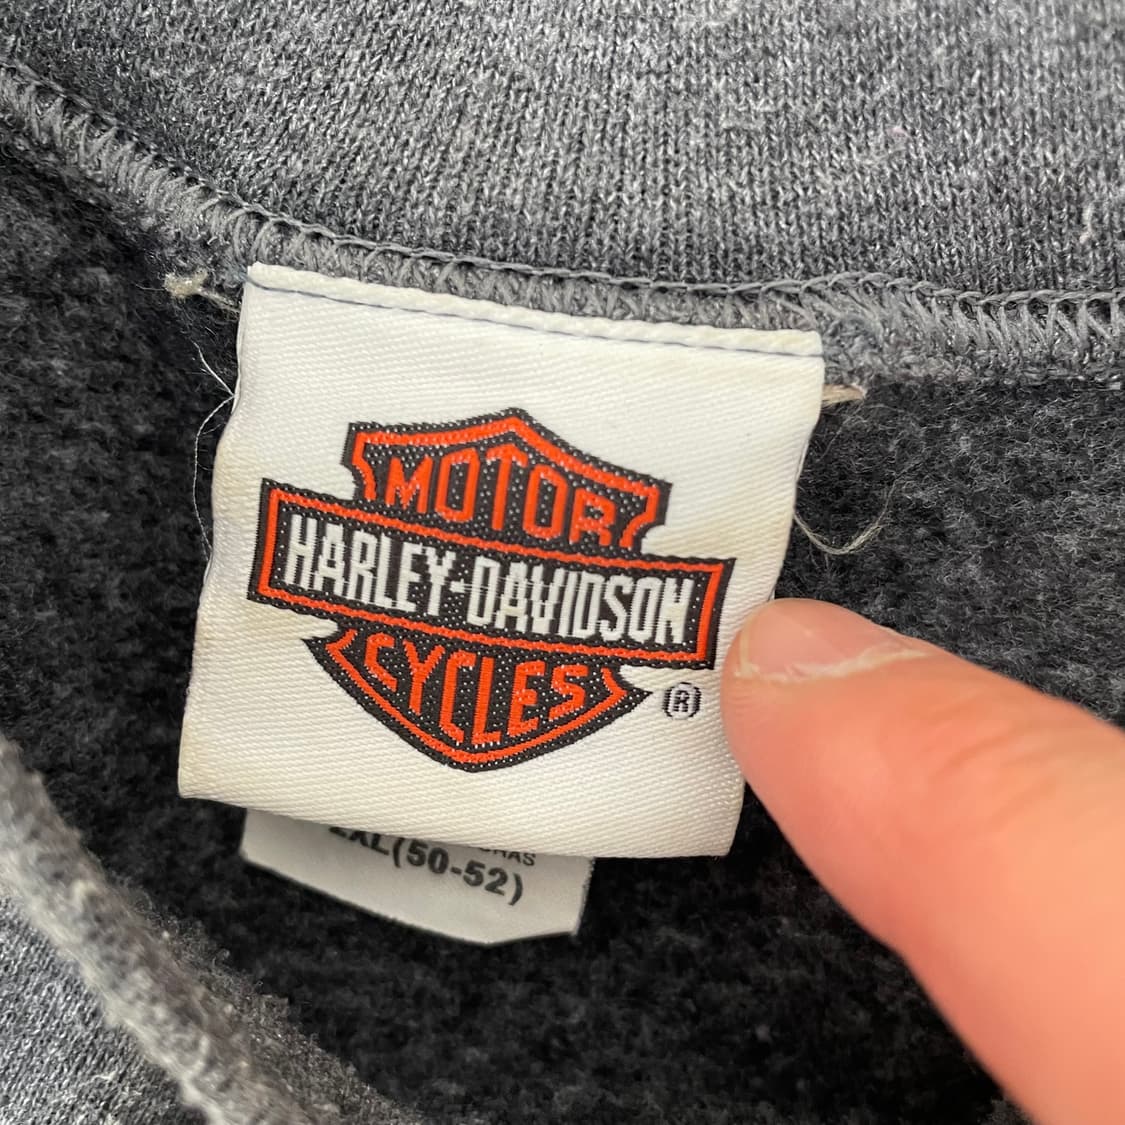 MOTOR
HARLEY-DAVIDSON
CYCLES
®
2XL(50-52)